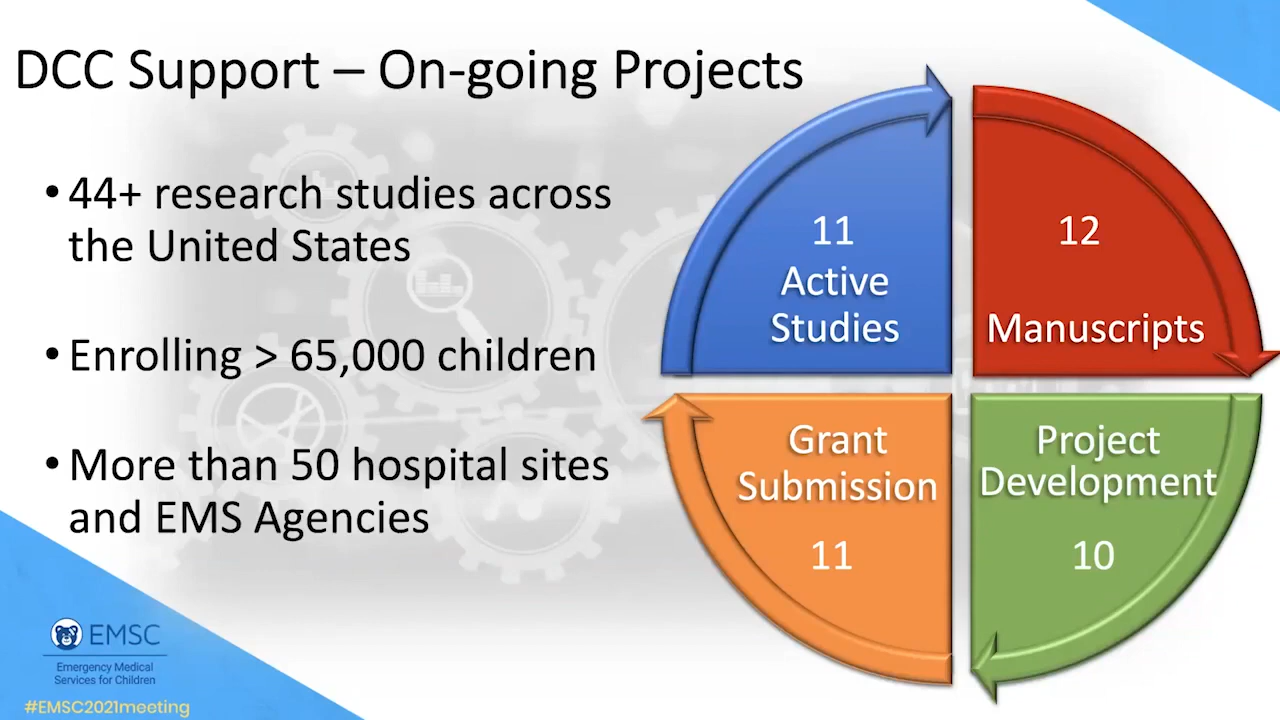 DCC Support – On-going Projects
• 44+ research studies across
the United States
• Enrolling > 65,000 children
• More than 50 hospital sites
and EMS Agencies
11
Active
Studies
12
Manuscripts
Grant
Submission
11
Project
Development
10
EMSC
Emergency Medical
Services for Children
#EMSC2021meeting